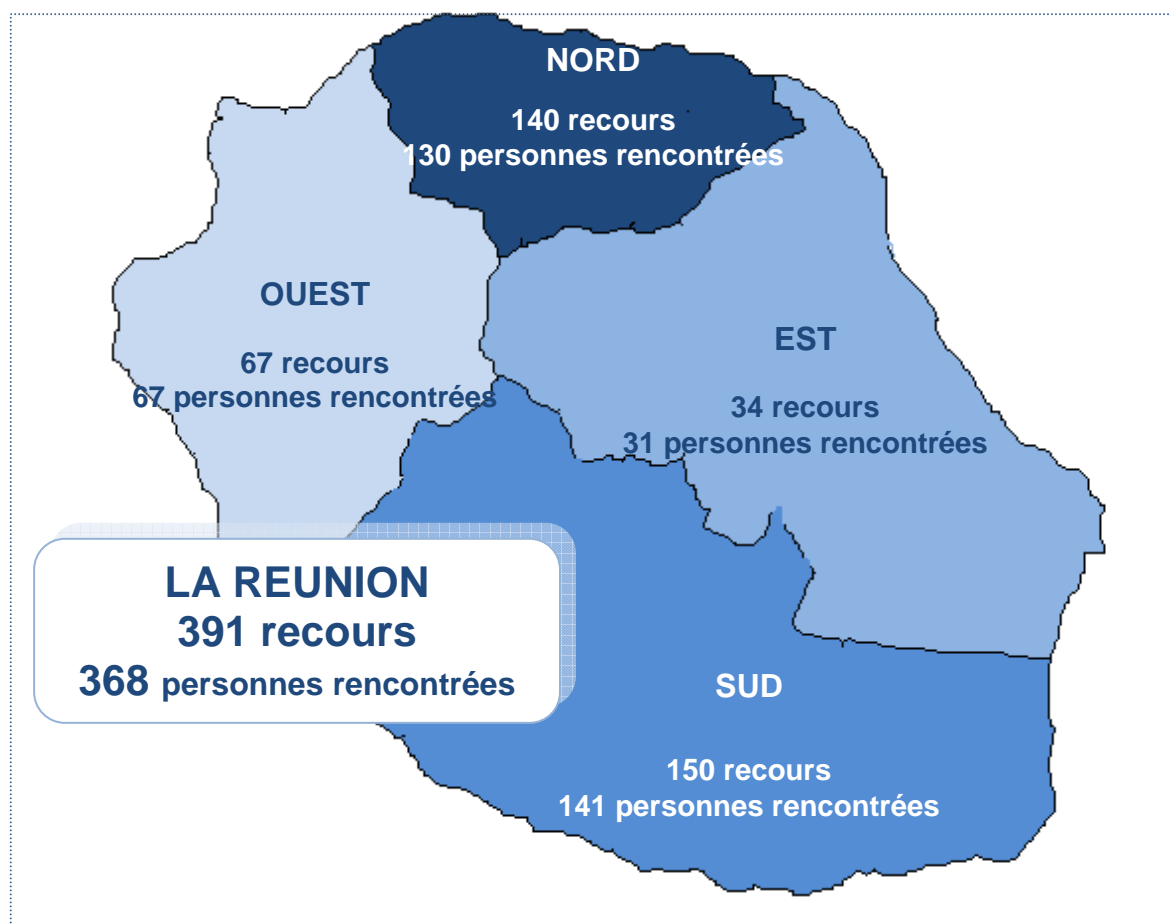 NORD
140 recours
130 personnes rencontrées
OUEST
67 recours
67 personnes rencontrées
EST
34 recours
31 personnes rencontrées
LA REUNION
391 recours
368 personnes rencontrées
SUD
150 recours
141 personnes rencontrées